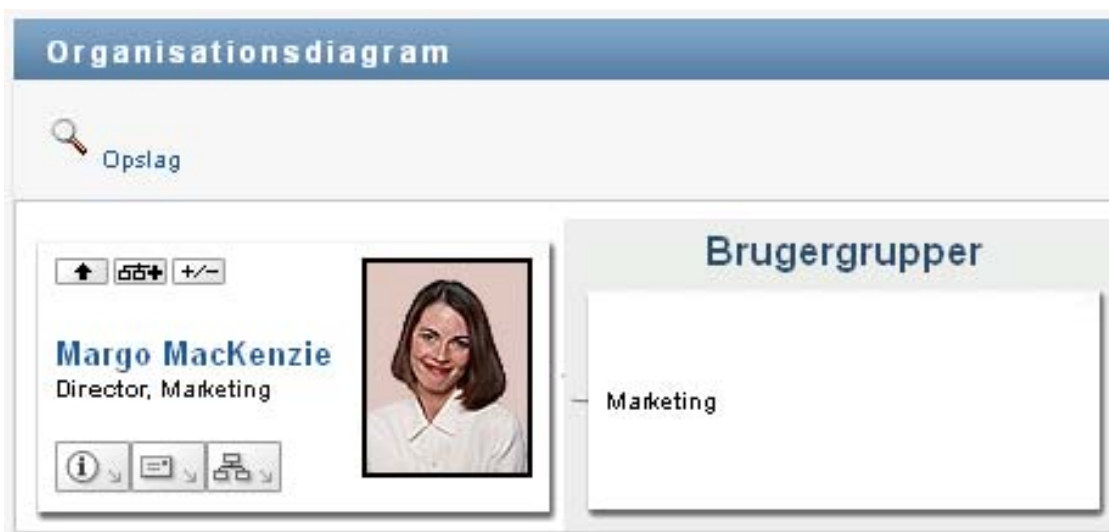 Organisationsdiagram
Opslag
Brugergrupper
+/-
Margo MacKenzie
Director, Marketing
Marketing